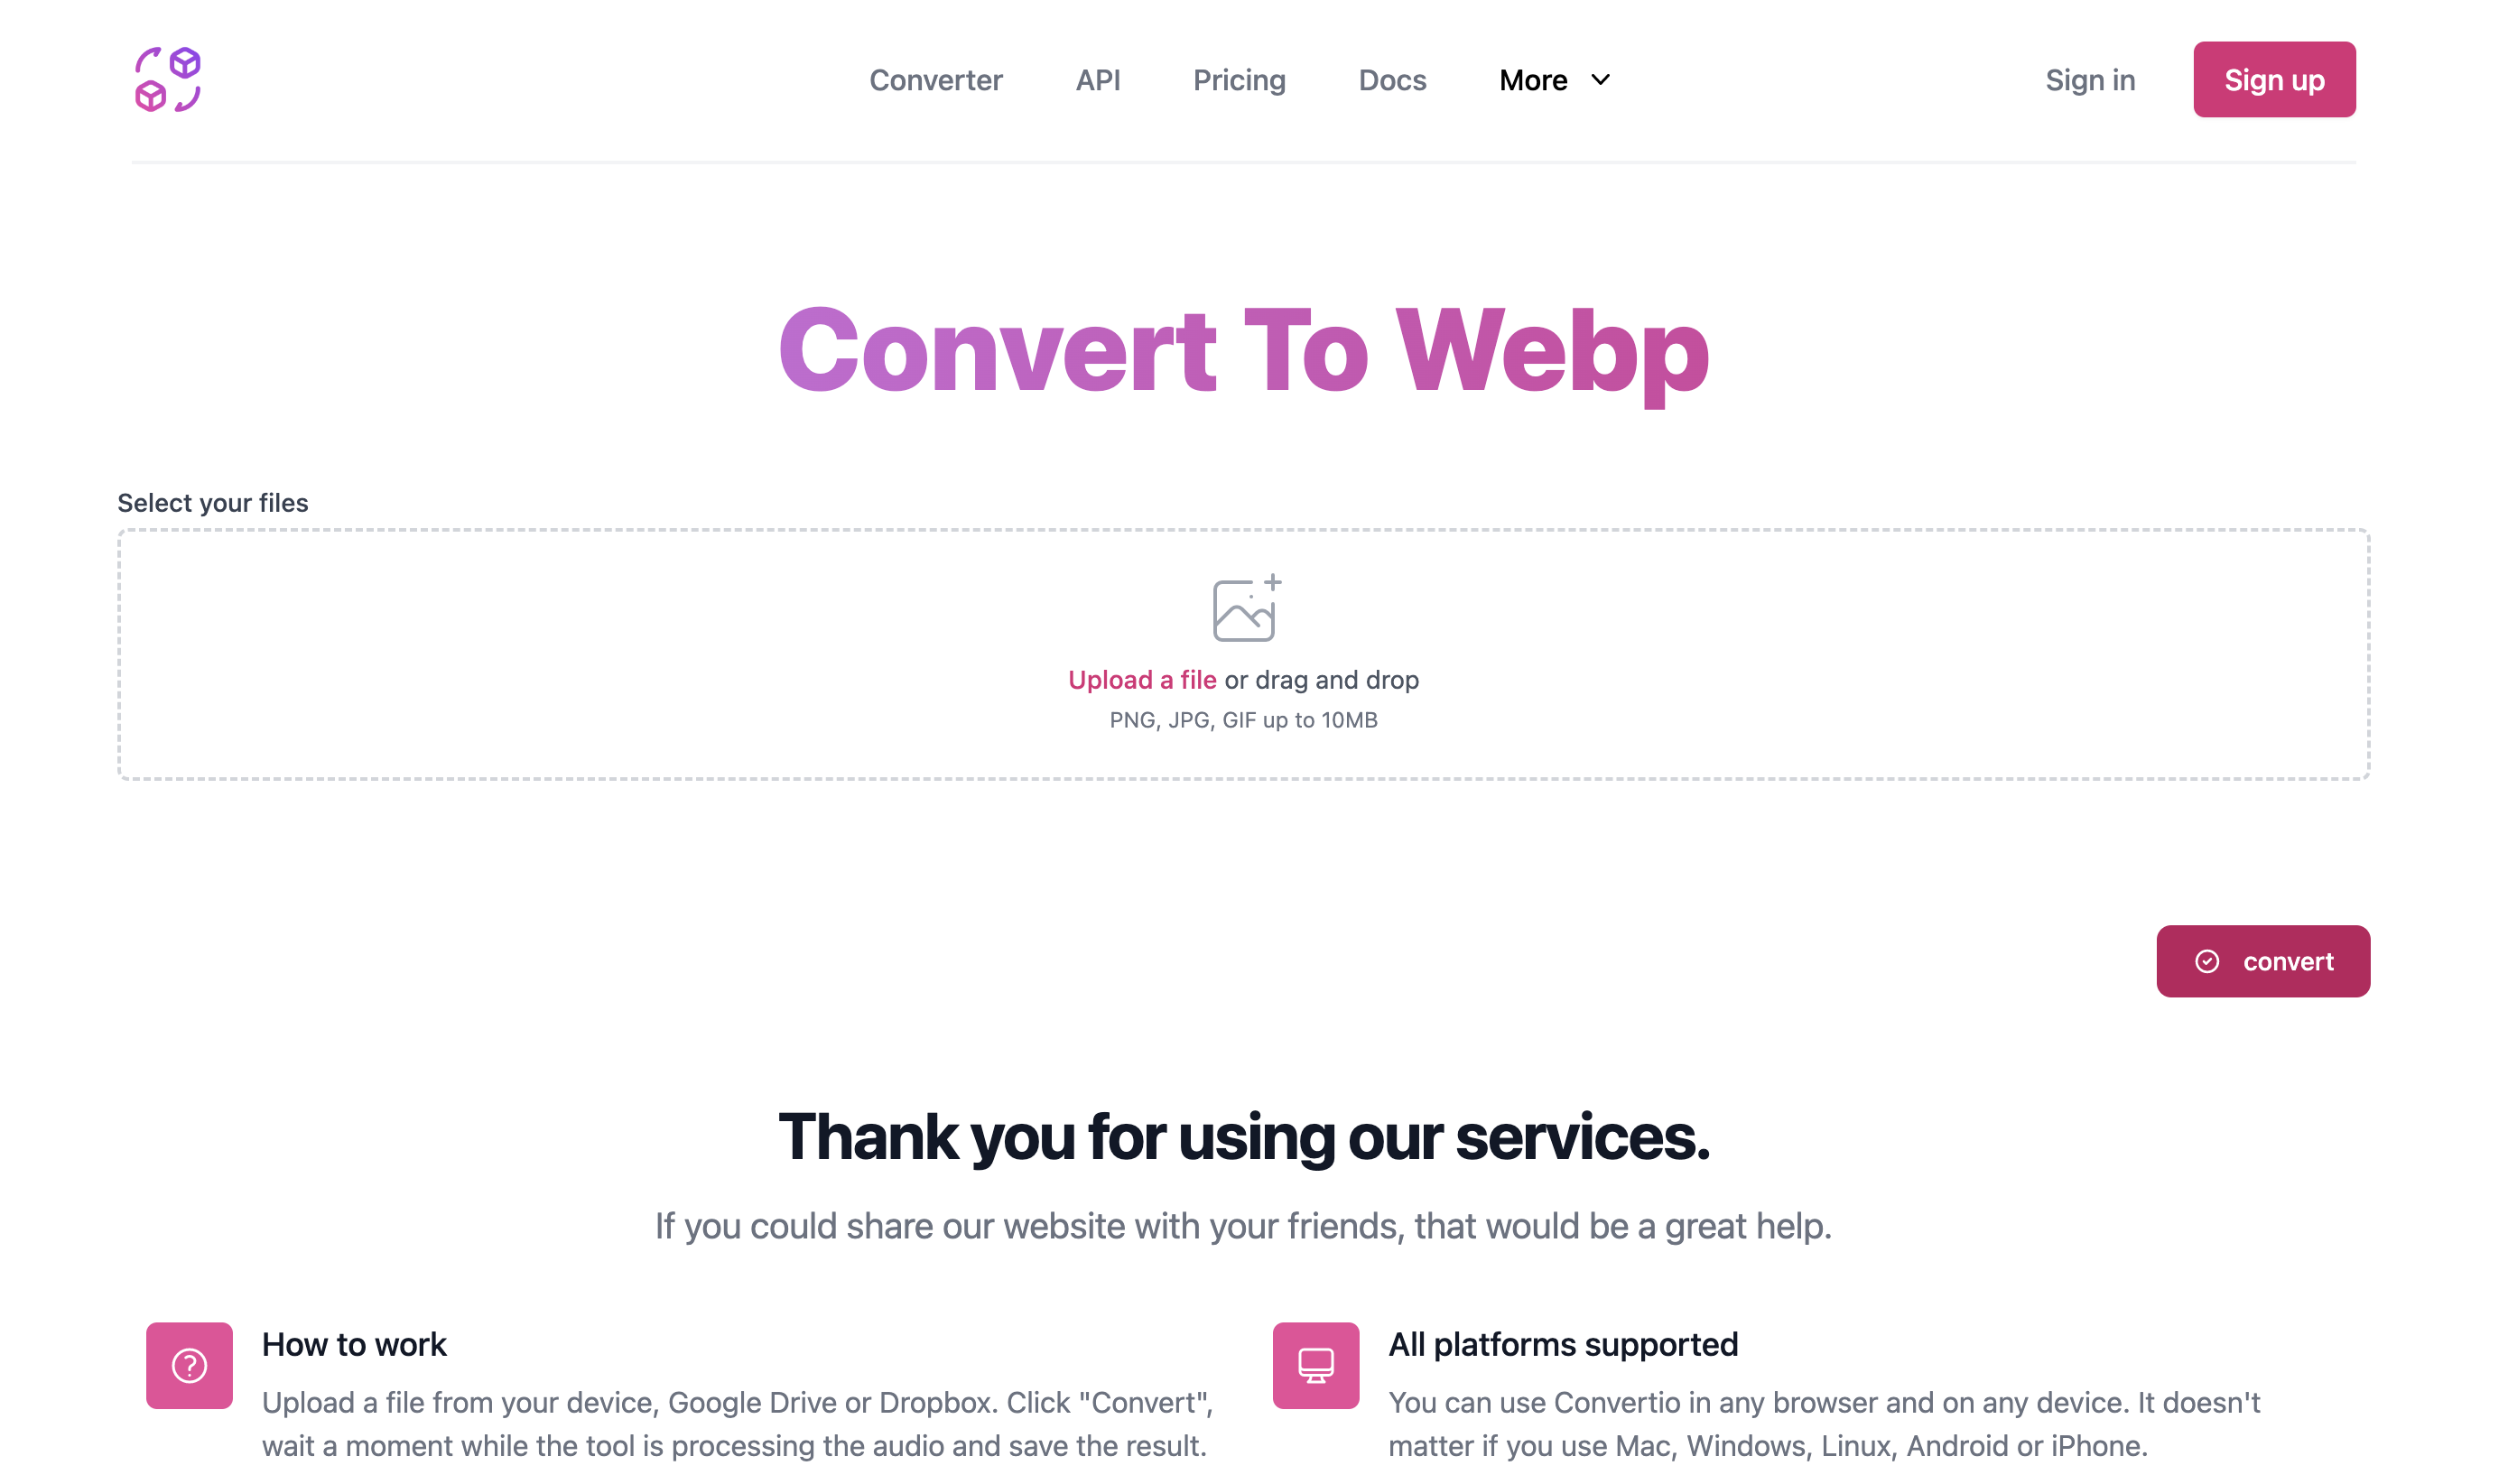 Converter API Pricing Docs More Sign in Sign up
Convert To Webp
Select your files
Upload a file or drag and drop
PNG, JPG, GIF up to 10MB
convert
Thank you for using our services.
If you could share our website with your friends, that would be a great help.
How to work
Upload a file from your device, Google Drive or Dropbox. Click "Convert",
wait a moment while the tool is processing the audio and save the result.
All platforms supported
You can use Convertio in any browser and on any device. It doesn't
matter if you use Mac, Windows, Linux, Android or iPhone.